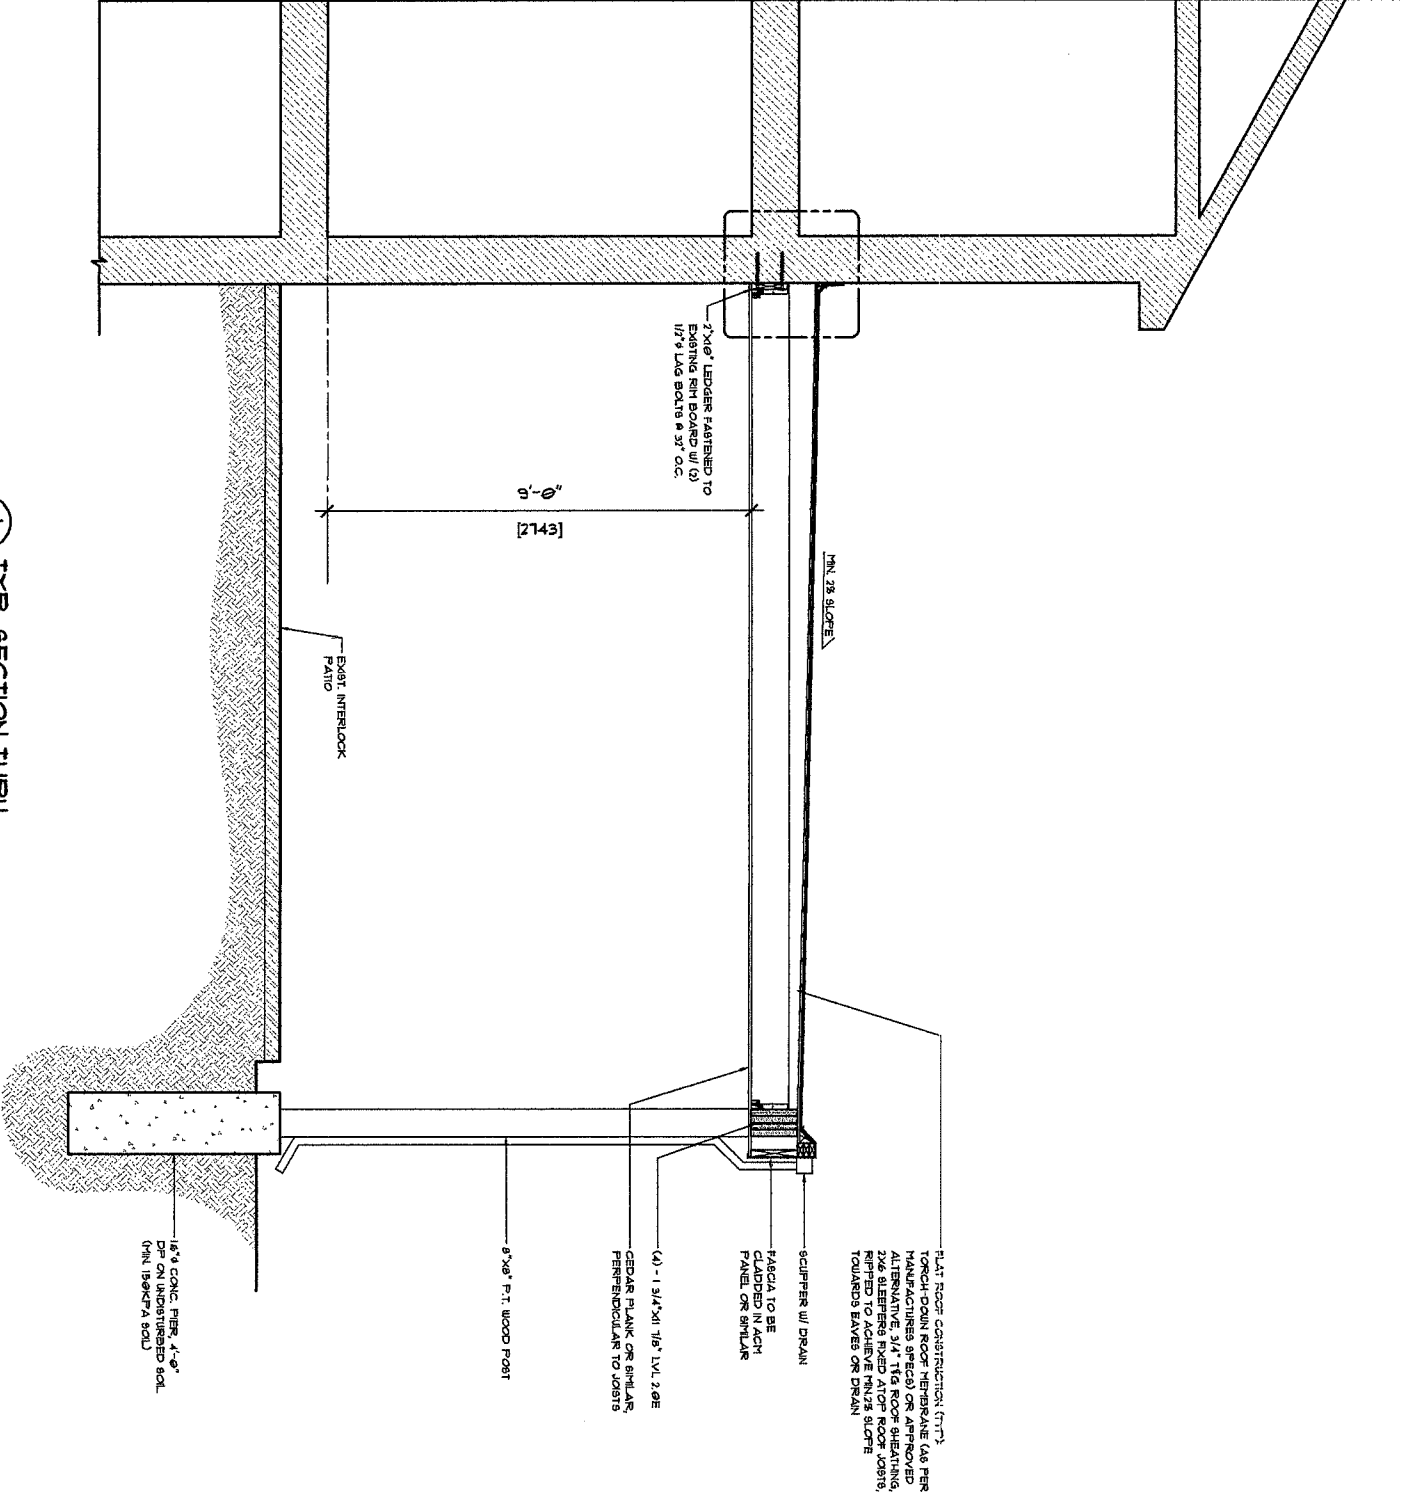 FLAT ROOF CONSTRUCTION (TYP):
TORCH-DOWN ROOF MEMBRANE (AS PER
MANUFACTURES SPECS) OR APPROVED
ALTERNATIVE, 3/4" T&G ROOF SHEATHING,
2X6 SLEEPERS FIXED ATOP ROOF JOISTS,
RIPPED TO ACHIEVE MIN.2% SLOPE
TOWARDS EAVES OR DRAIN
MIN. 2% SLOPE
SCUPPER W/ DRAIN
FASCIA TO BE
CLADDED IN ACM
PANEL OR SIMILAR
2"X10" LEDGER FASTENED TO
EXISTING RIM BOARD W/ (2)
1/2"ø LAG BOLTS @ 32" O.C.
(4) - 1 3/4"X11 7/8" LVL 2.0E
CEDAR PLANK OR SIMILAR,
PERPENDICULAR TO JOISTS
9'-0"
[2743]
8"X8" P.T. WOOD POST
EXIST. INTERLOCK
PATIO
16"ø CONC. PIER, 4'-0"
DP ON UNDISTURBED SOIL
(MIN. 150KPA SOIL)
TYP. SECTION THRU